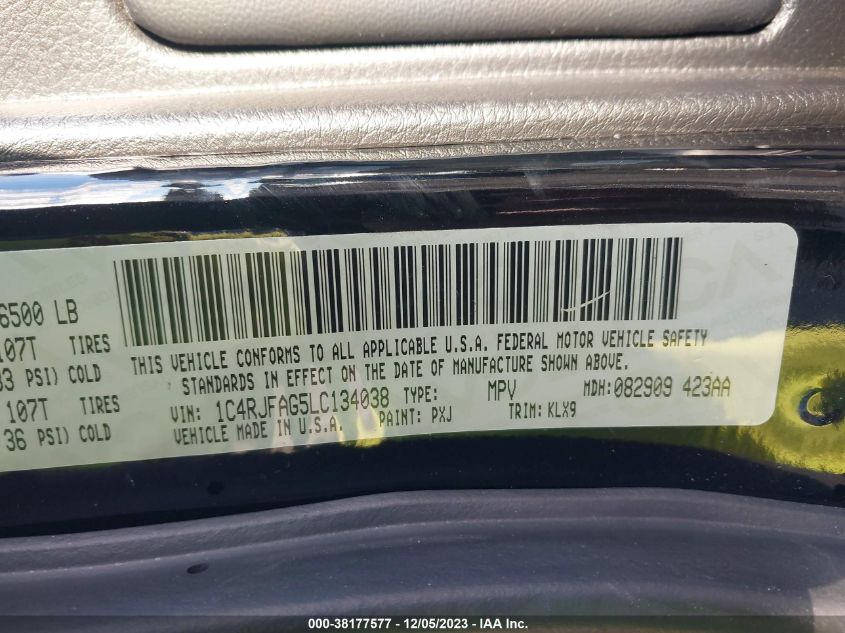 6500 LB
107T TIRES
33 PSI) COLD
107T TIRES
36 PSI) COLD
THIS VEHICLE CONFORMS TO ALL APPLICABLE U.S.A. FEDERAL MOTOR VEHICLE SAFETY
STANDARDS IN EFFECT ON THE DATE OF MANUFACTURE SHOWN ABOVE.
VIN: 1C4RJFAG5LC134038 TYPE: MPV MDH: 082909 423AA
VEHICLE MADE IN U.S.A. PAINT: PXJ TRIM: KLX9
000-38177577 — 12/05/2023 — IAA Inc.